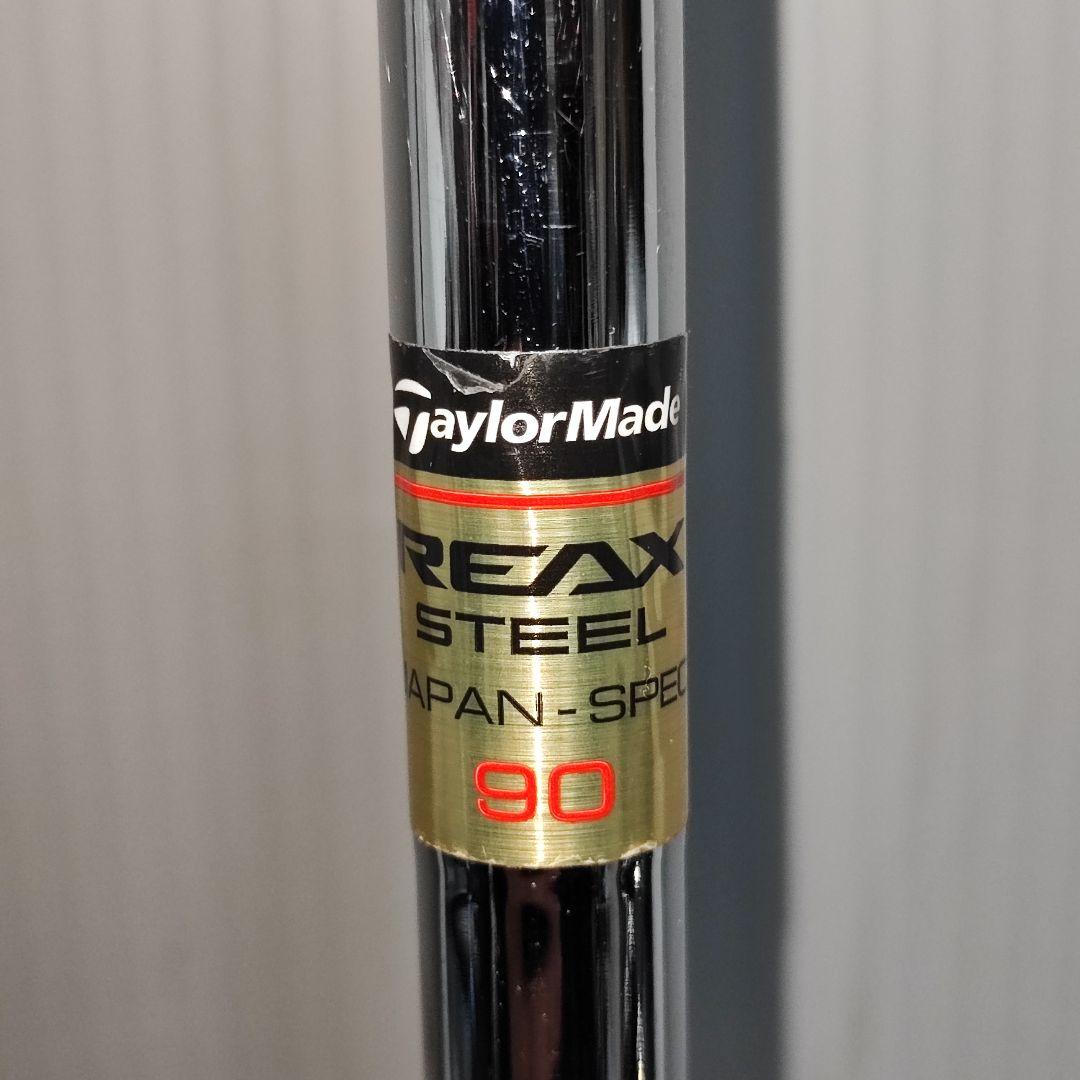 TaylorMade
REAX
STEEL
JAPAN-SPEC
90